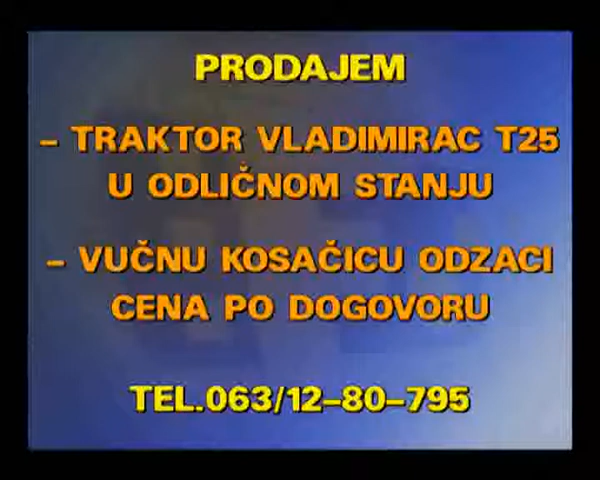 PRODAJEM
– TRAKTOR VLADIMIRAC T25
U ODLIČNOM STANJU
– VUČNU KOSAČICU ODZACI
CENA PO DOGOVORU
TEL.063/12–80–795